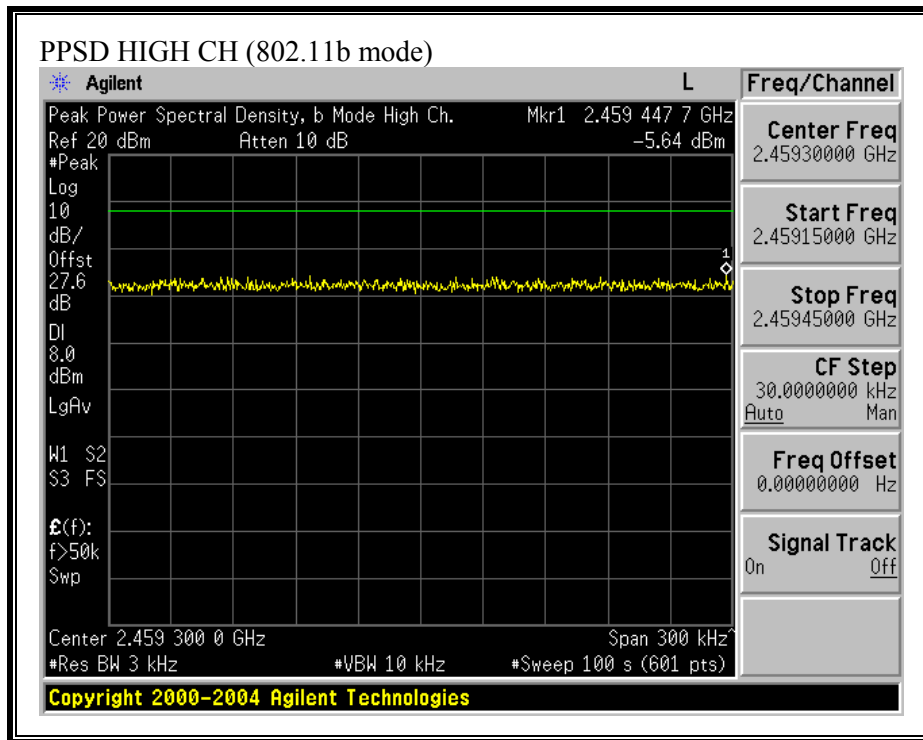 PPSD HIGH CH (802.11b mode)
Agilent L Freq/Channel
Peak Power Spectral Density, b Mode High Ch. Mkr1 2.459 447 7 GHz
Ref 20 dBm Atten 10 dB -5.64 dBm
#Peak
Log
10
dB/
Offst
27.6
dB
DI
8.0
dBm
LgAv
W1 S2
S3 FS
£(f):
f>50k
Swp
1
Center 2.459 300 0 GHz Span 300 kHz^
#Res BW 3 kHz #VBW 10 kHz #Sweep 100 s (601 pts)
Center Freq
2.45930000 GHz
Start Freq
2.45915000 GHz
Stop Freq
2.45945000 GHz
CF Step
30.0000000 kHz
Auto Man
Freq Offset
0.00000000 Hz
Signal Track
On Off
Copyright 2000-2004 Agilent Technologies